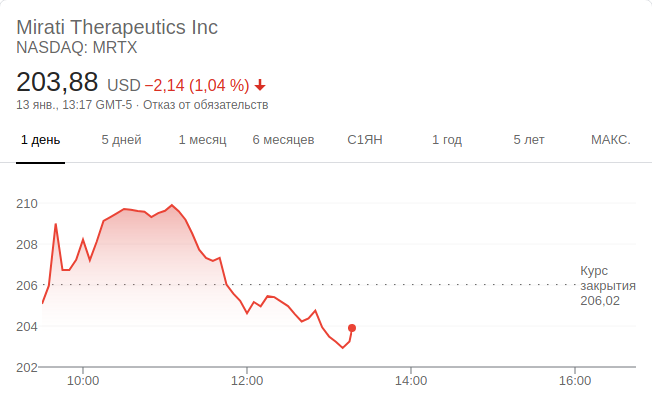 Mirati Therapeutics Inc
NASDAQ: MRTX
203,88 USD −2,14 (1,04 %)
13 янв., 13:17 GMT-5 · Отказ от обязательств
1 день 5 дней 1 месяц 6 месяцев С1ЯН 1 год 5 лет МАКС.
210
208
206
204
202
Курс
закрытия
206,02
10:00 12:00 14:00 16:00